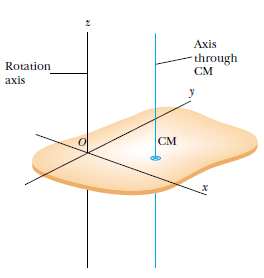 z
Axis
through
CM
Rotation
axis
y
O
CM
x